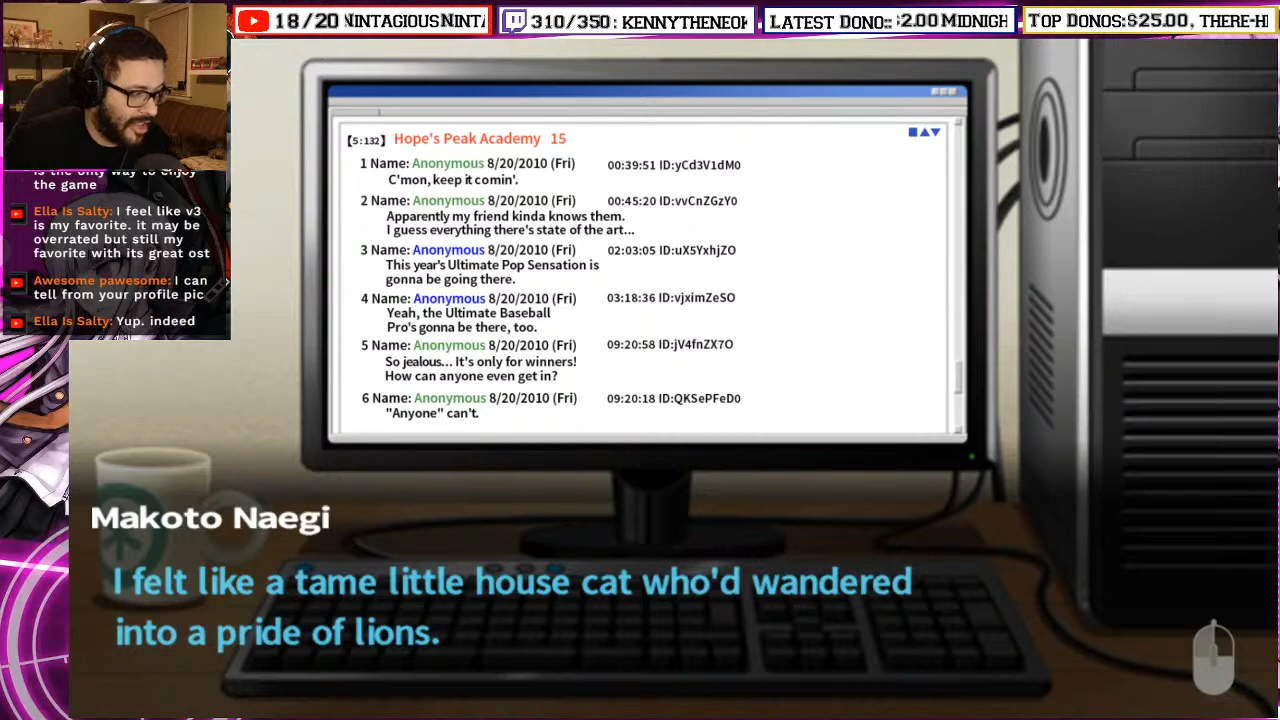 18/20 NINTAGIOUSNINTA
310/350: KENNYTHENEOK
LATEST DONO:: $2.00 MIDNIGH
TOP DONOS:$25.00, THERE-HI
is the only way to enjoy
the game
Ella Is Salty: I feel like v3
is my favorite. it may be
overrated but still my
favorite with its great ost
Awesome pawesome: I can
tell from your profile pic
Ella Is Salty: Yup. indeed
【5:132】 Hope's Peak Academy 15
1 Name: Anonymous 8/20/2010 (Fri) 00:39:51 ID:yCd3V1dM0
C'mon, keep it comin'.
2 Name: Anonymous 8/20/2010 (Fri) 00:45:20 ID:vvCnZGzY0
Apparently my friend kinda knows them.
I guess everything there's state of the art...
3 Name: Anonymous 8/20/2010 (Fri) 02:03:05 ID:uX5YxhjZO
This year's Ultimate Pop Sensation is
gonna be going there.
4 Name: Anonymous 8/20/2010 (Fri) 03:18:36 ID:vjximZeSO
Yeah, the Ultimate Baseball
Pro's gonna be there, too.
5 Name: Anonymous 8/20/2010 (Fri) 09:20:58 ID:jV4fnZX7O
So jealous... It's only for winners!
How can anyone even get in?
6 Name: Anonymous 8/20/2010 (Fri) 09:20:18 ID:QKSePFeD0
"Anyone" can't.
Makoto Naegi
I felt like a tame little house cat who'd wandered
into a pride of lions.